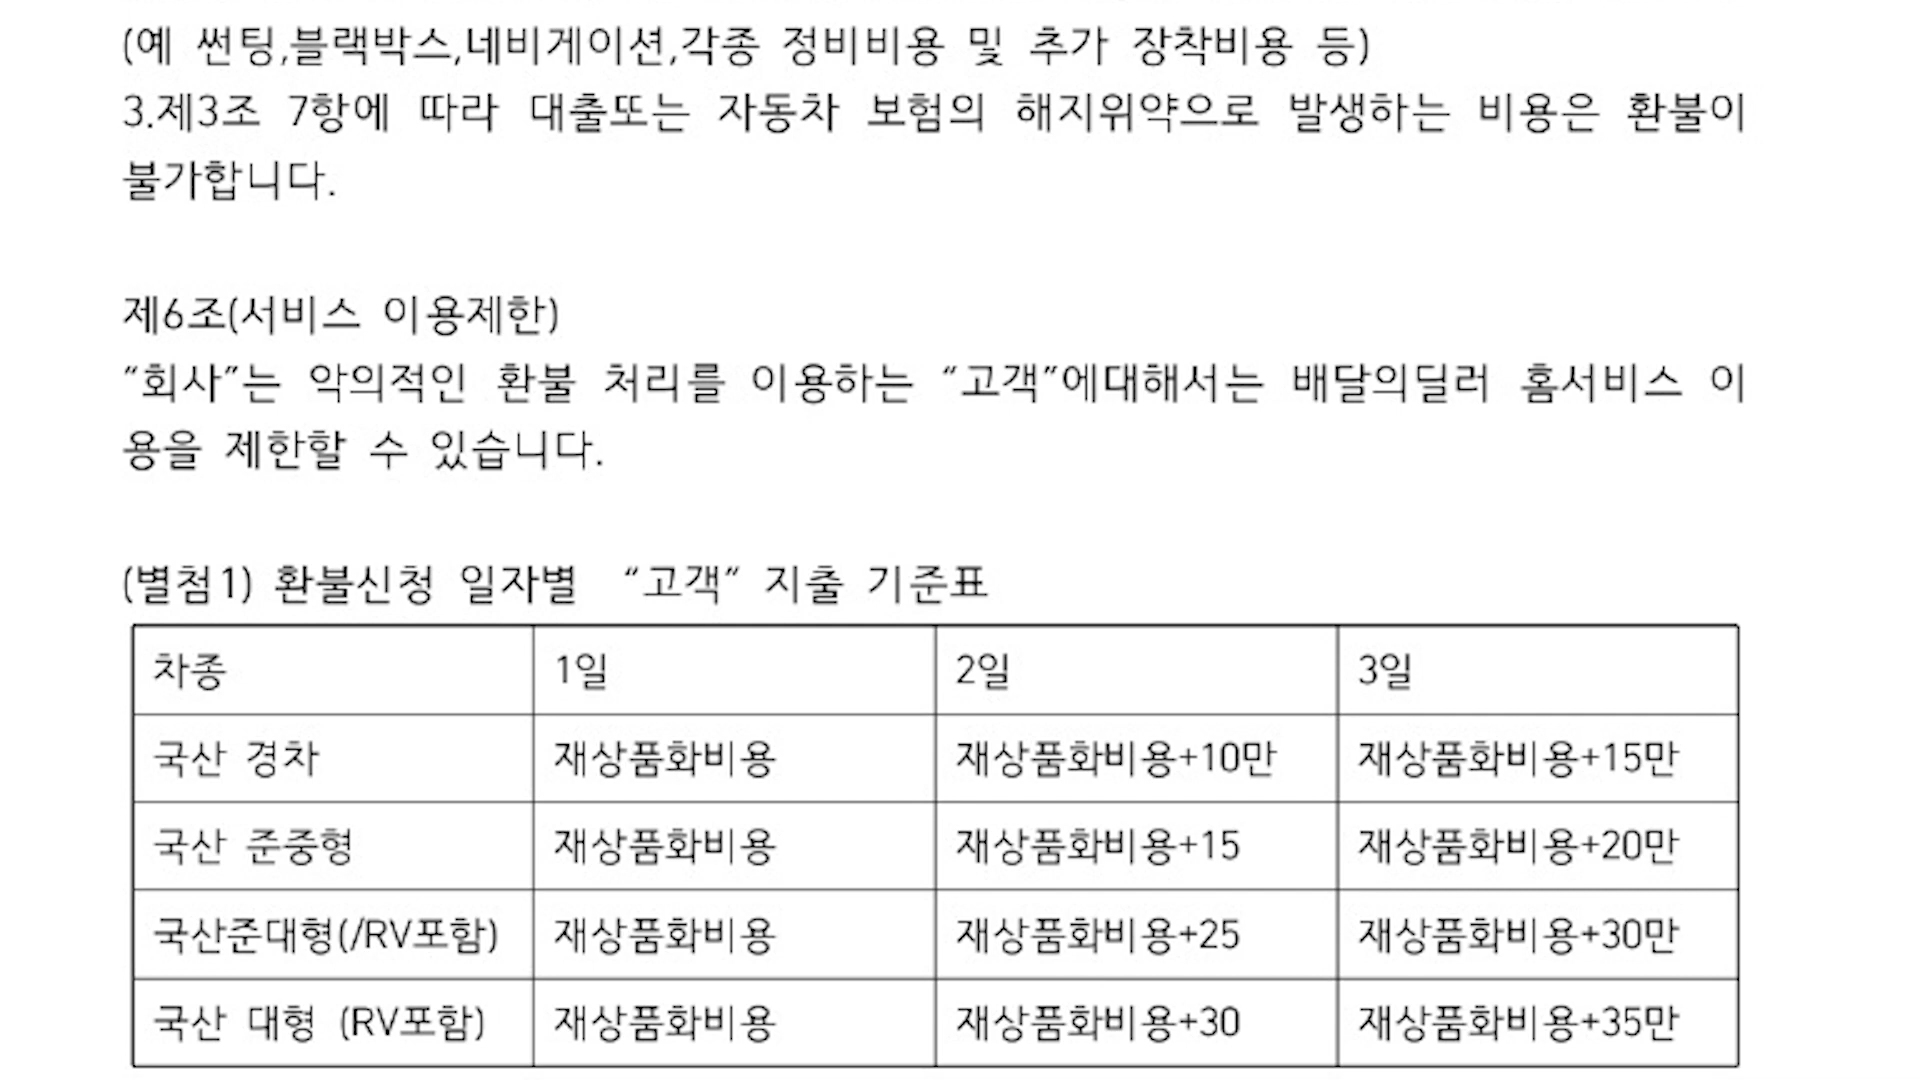 (예 썬팅,블랙박스,네비게이션,각종 정비비용 및 추가 장착비용 등)
3.제3조 7항에 따라 대출또는 자동차 보험의 해지위약으로 발생하는 비용은 환불이
불가합니다.
제6조(서비스 이용제한)
“회사”는 악의적인 환불 처리를 이용하는 “고객”에대해서는 배달의딜러 홈서비스 이
용을 제한할 수 있습니다.
(별첨1) 환불신청 일자별 “고객” 지출 기준표
차종 1일 2일 3일
국산 경차 재상품화비용 재상품화비용+10만 재상품화비용+15만
국산 준중형 재상품화비용 재상품화비용+15 재상품화비용+20만
국산준대형(/RV포함) 재상품화비용 재상품화비용+25 재상품화비용+30만
국산 대형 (RV포함) 재상품화비용 재상품화비용+30 재상품화비용+35만